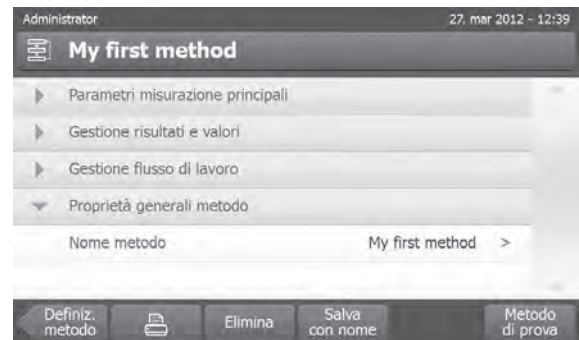 Administrator 27. mar 2012 - 12:39
My first method
Parametri misurazione principali
Gestione risultati e valori
Gestione flusso di lavoro
Proprietà generali metodo
Nome metodo My first method >
Definiz. metodo
Elimina
Salva con nome
Metodo di prova